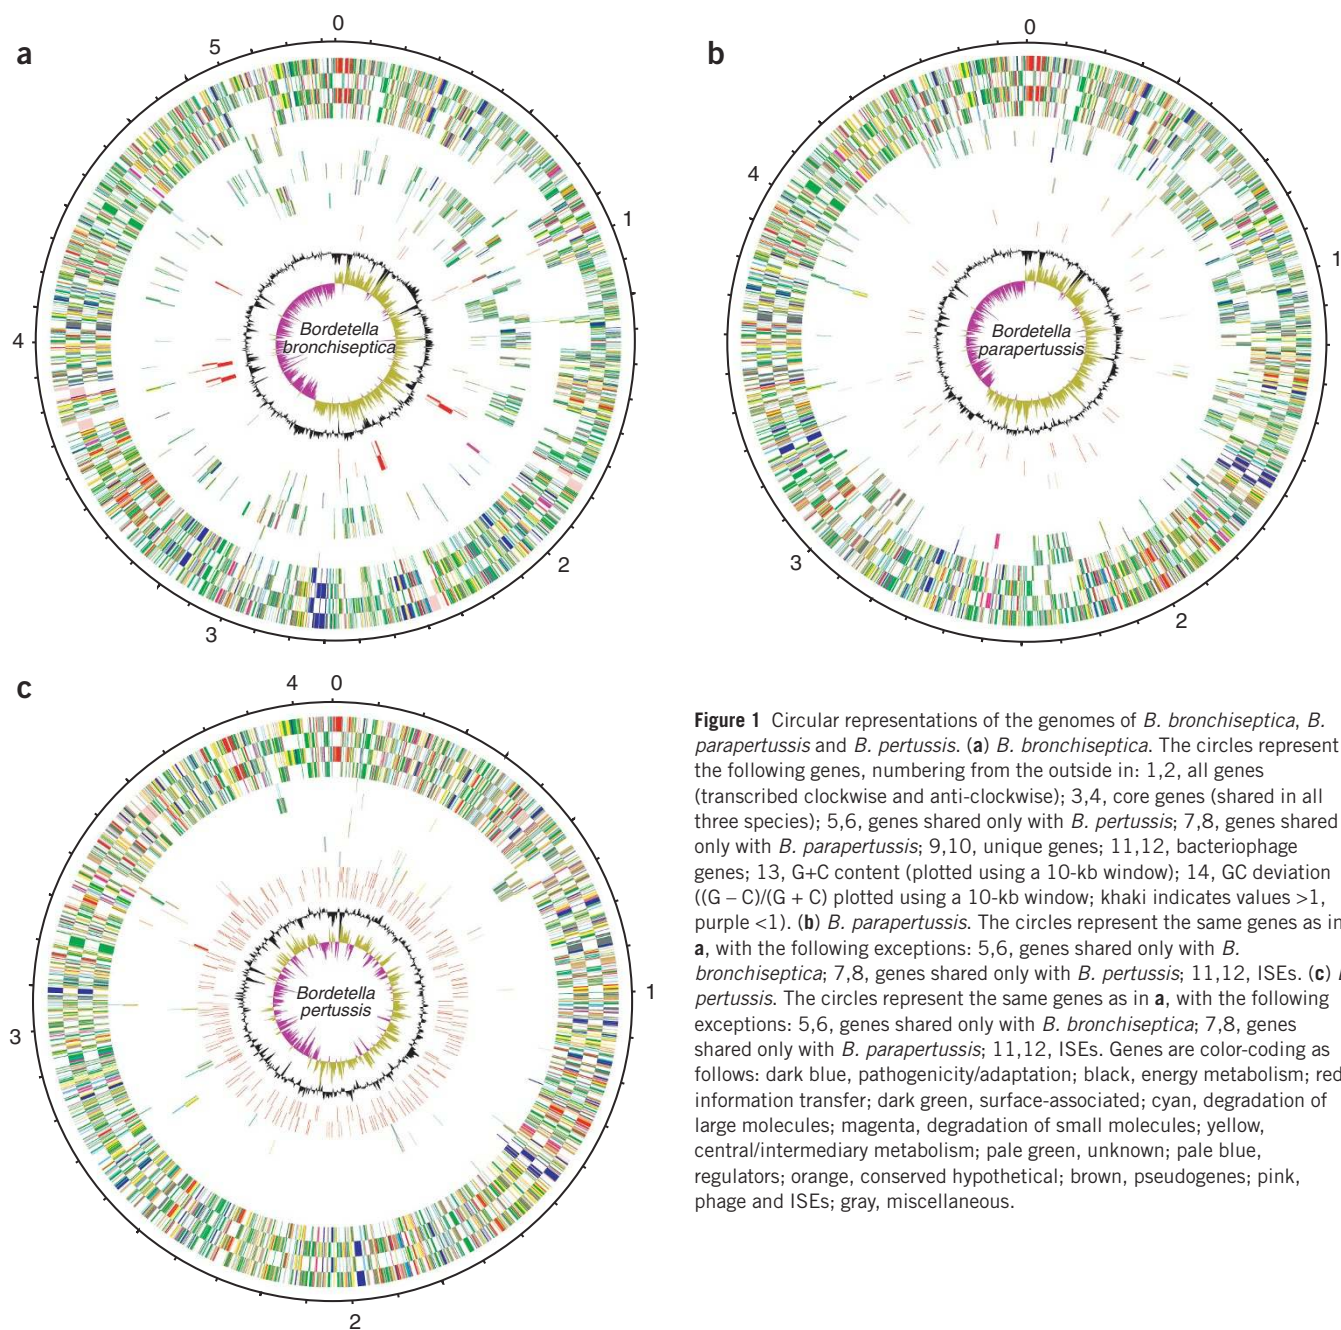 a
0
5
1
4
2
3
Bordetella
bronchiseptica
b
0
4
1
3
2
Bordetella
parapertussis
c
4 0
1
3
2
Bordetella
pertussis
Figure 1 Circular representations of the genomes of B. bronchiseptica, B.
parapertussis and B. pertussis. (a) B. bronchiseptica. The circles represent
the following genes, numbering from the outside in: 1,2, all genes
(transcribed clockwise and anti-clockwise); 3,4, core genes (shared in all
three species); 5,6, genes shared only with B. pertussis; 7,8, genes shared
only with B. parapertussis; 9,10, unique genes; 11,12, bacteriophage
genes; 13, G+C content (plotted using a 10-kb window); 14, GC deviation
((G – C)/(G + C) plotted using a 10-kb window; khaki indicates values >1,
purple <1). (b) B. parapertussis. The circles represent the same genes as in
a, with the following exceptions: 5,6, genes shared only with B.
bronchiseptica; 7,8, genes shared only with B. pertussis; 11,12, ISEs. (c)
pertussis. The circles represent the same genes as in a, with the following
exceptions: 5,6, genes shared only with B. bronchiseptica; 7,8, genes
shared only with B. parapertussis; 11,12, ISEs. Genes are color-coding as
follows: dark blue, pathogenicity/adaptation; black, energy metabolism; red
information transfer; dark green, surface-associated; cyan, degradation of
large molecules; magenta, degradation of small molecules; yellow,
central/intermediary metabolism; pale green, unknown; pale blue,
regulators; orange, conserved hypothetical; brown, pseudogenes; pink,
phage and ISEs; gray, miscellaneous.